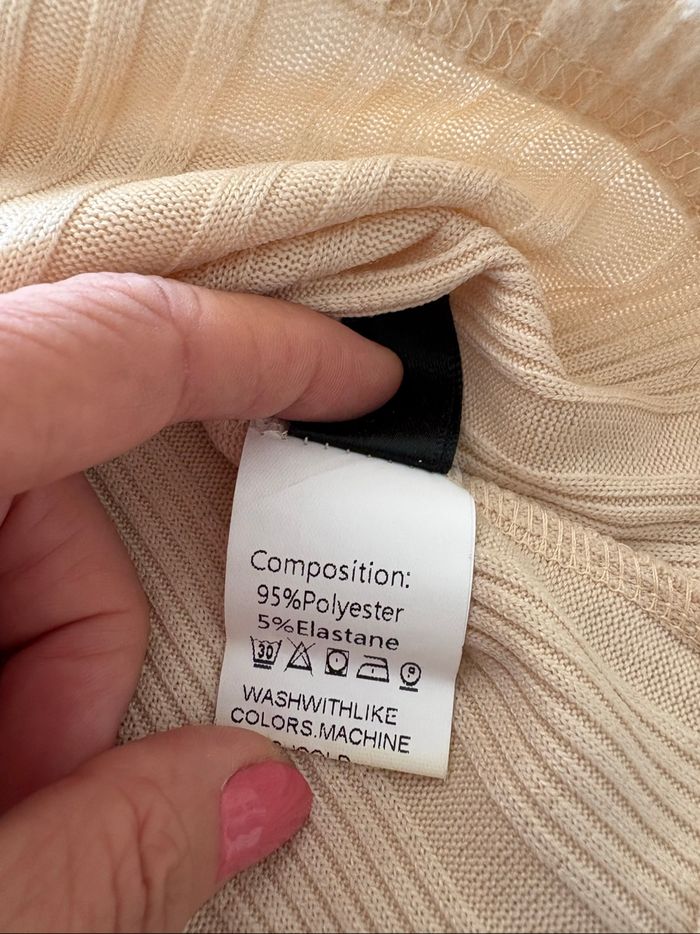 Composition:
95%Polyester
5%Elastane
30
WASHWITHLIKE
COLORS.MACHINE